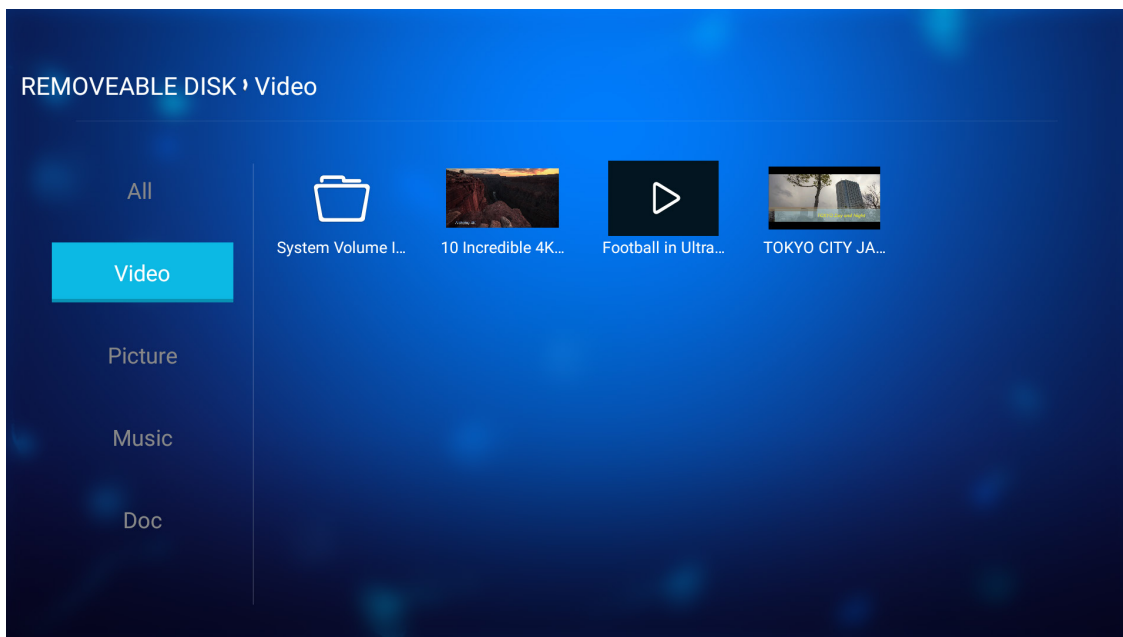 REMOVEABLE DISK Video
All
Video
Picture
Music
Doc
System Volume I...
10 Incredible 4K...
Football in Ultra...
TOKYO CITY JA...